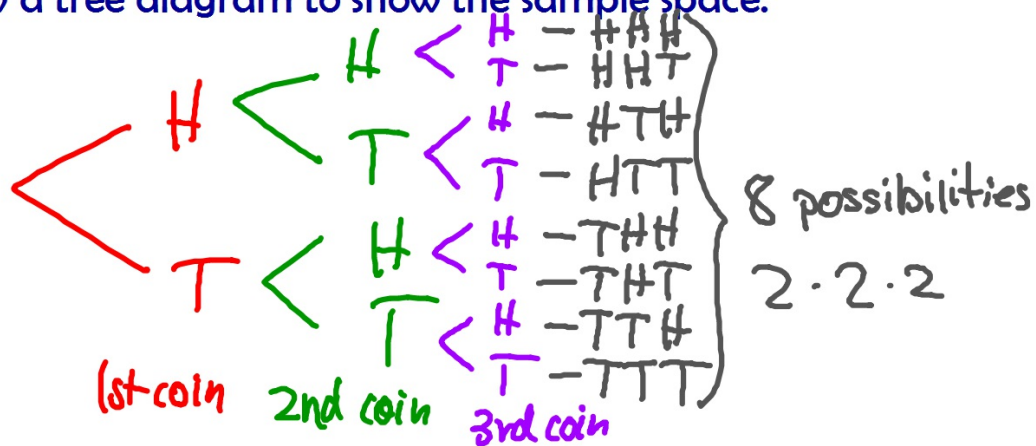 a tree diagram to show the sample space.
H < H - HHH
T - HHT
H <
T < H - HTH
T - HTT
8 possibilities
H < H - THH
T < T - THT
2 · 2 · 2
T < H - TTH
T - TTT
1st coin 2nd coin 3rd coin